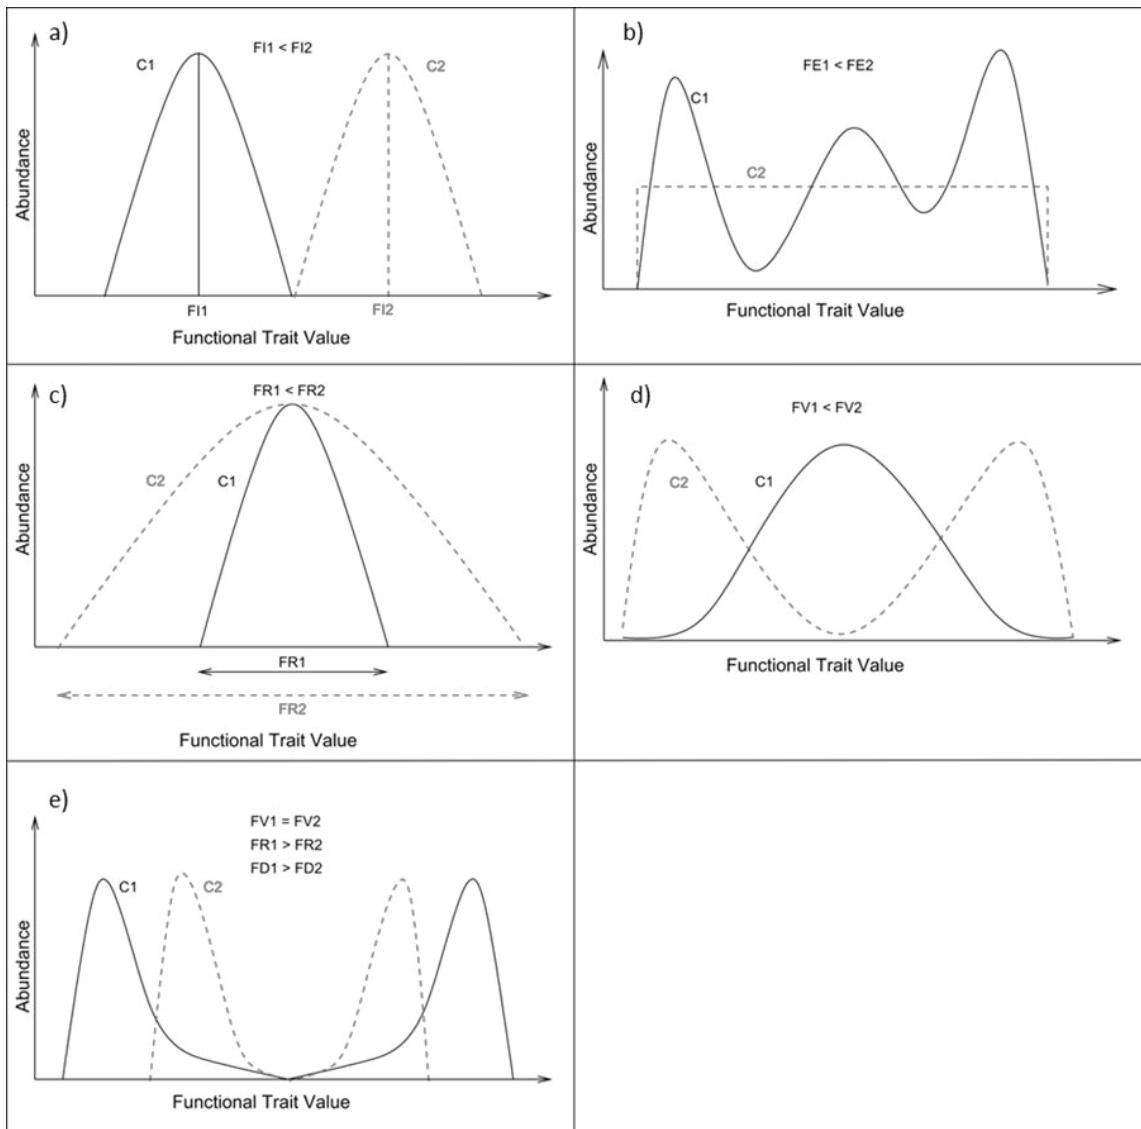 a)
FI1 < FI2
C1
C2
Abundance
FI1
FI2
Functional Trait Value
b)
FE1 < FE2
C1
C2
Abundance
Functional Trait Value
c)
FR1 < FR2
C2
C1
Abundance
FR1
FR2
Functional Trait Value
d)
FV1 < FV2
C2
C1
Abundance
Functional Trait Value
e)
FV1 = FV2
FR1 > FR2
FD1 > FD2
C1
C2
Abundance
Functional Trait Value